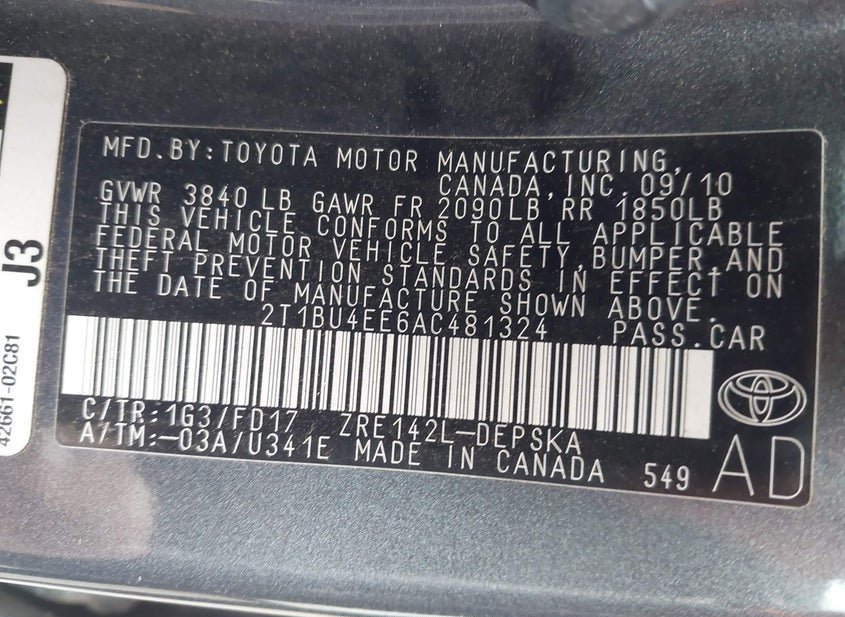 MFD.BY:TOYOTA MOTOR MANUFACTURING,
CANADA,INC. 09/10
GVWR 3840 LB GAWR FR 2090LB RR 1850LB
THIS VEHICLE CONFORMS TO ALL APPLICABLE
FEDERAL MOTOR VEHICLE SAFETY,BUMPER,AND
THEFT PREVENTION STANDARDS IN EFFECT ON
THE DATE OF MANUFACTURE SHOWN ABOVE.
2T1BU4EE6AC481324 PASS.CAR
C/TR:1G3/FD17 ZRE142L-DEPSKA
A/TM:-03A/U341E MADE IN CANADA 549
AD
J3
42661-02C81